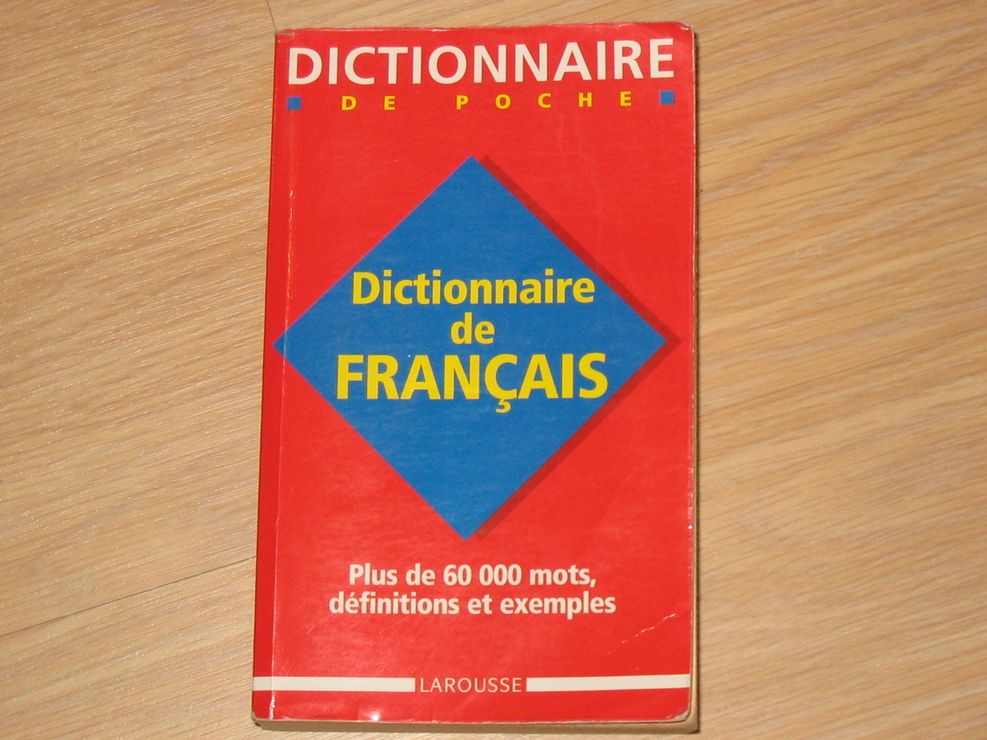 DICTIONNAIRE
DE POCHE
Dictionnaire
de
FRANÇAIS
Plus de 60 000 mots,
définitions et exemples
LAROUSSE